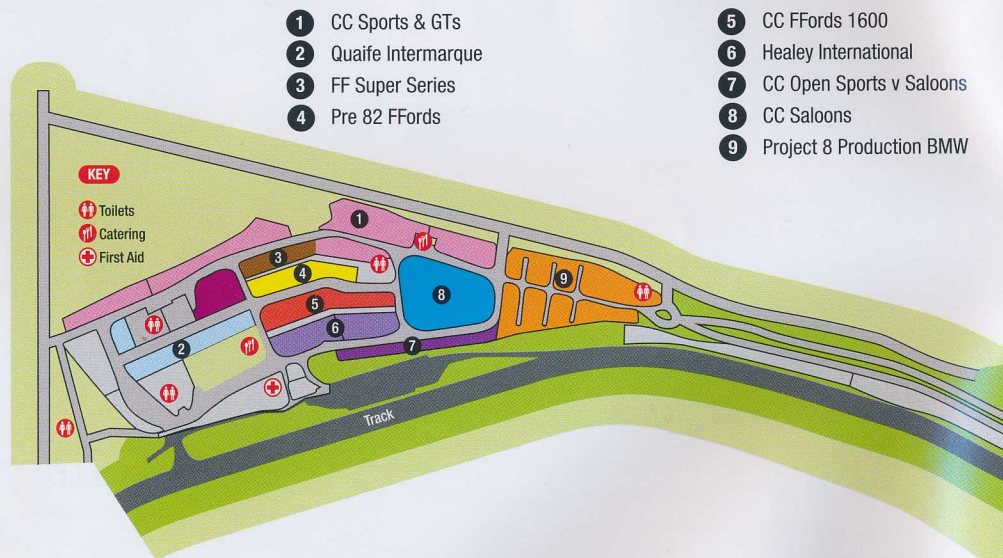 1 CC Sports & GTs
2 Quaife Intermarque
3 FF Super Series
4 Pre 82 FFords
5 CC FFords 1600
6 Healey International
7 CC Open Sports v Saloons
8 CC Saloons
9 Project 8 Production BMW
KEY
Toilets
Catering
First Aid
1
3
4
9
8
5
6
7
2
Track